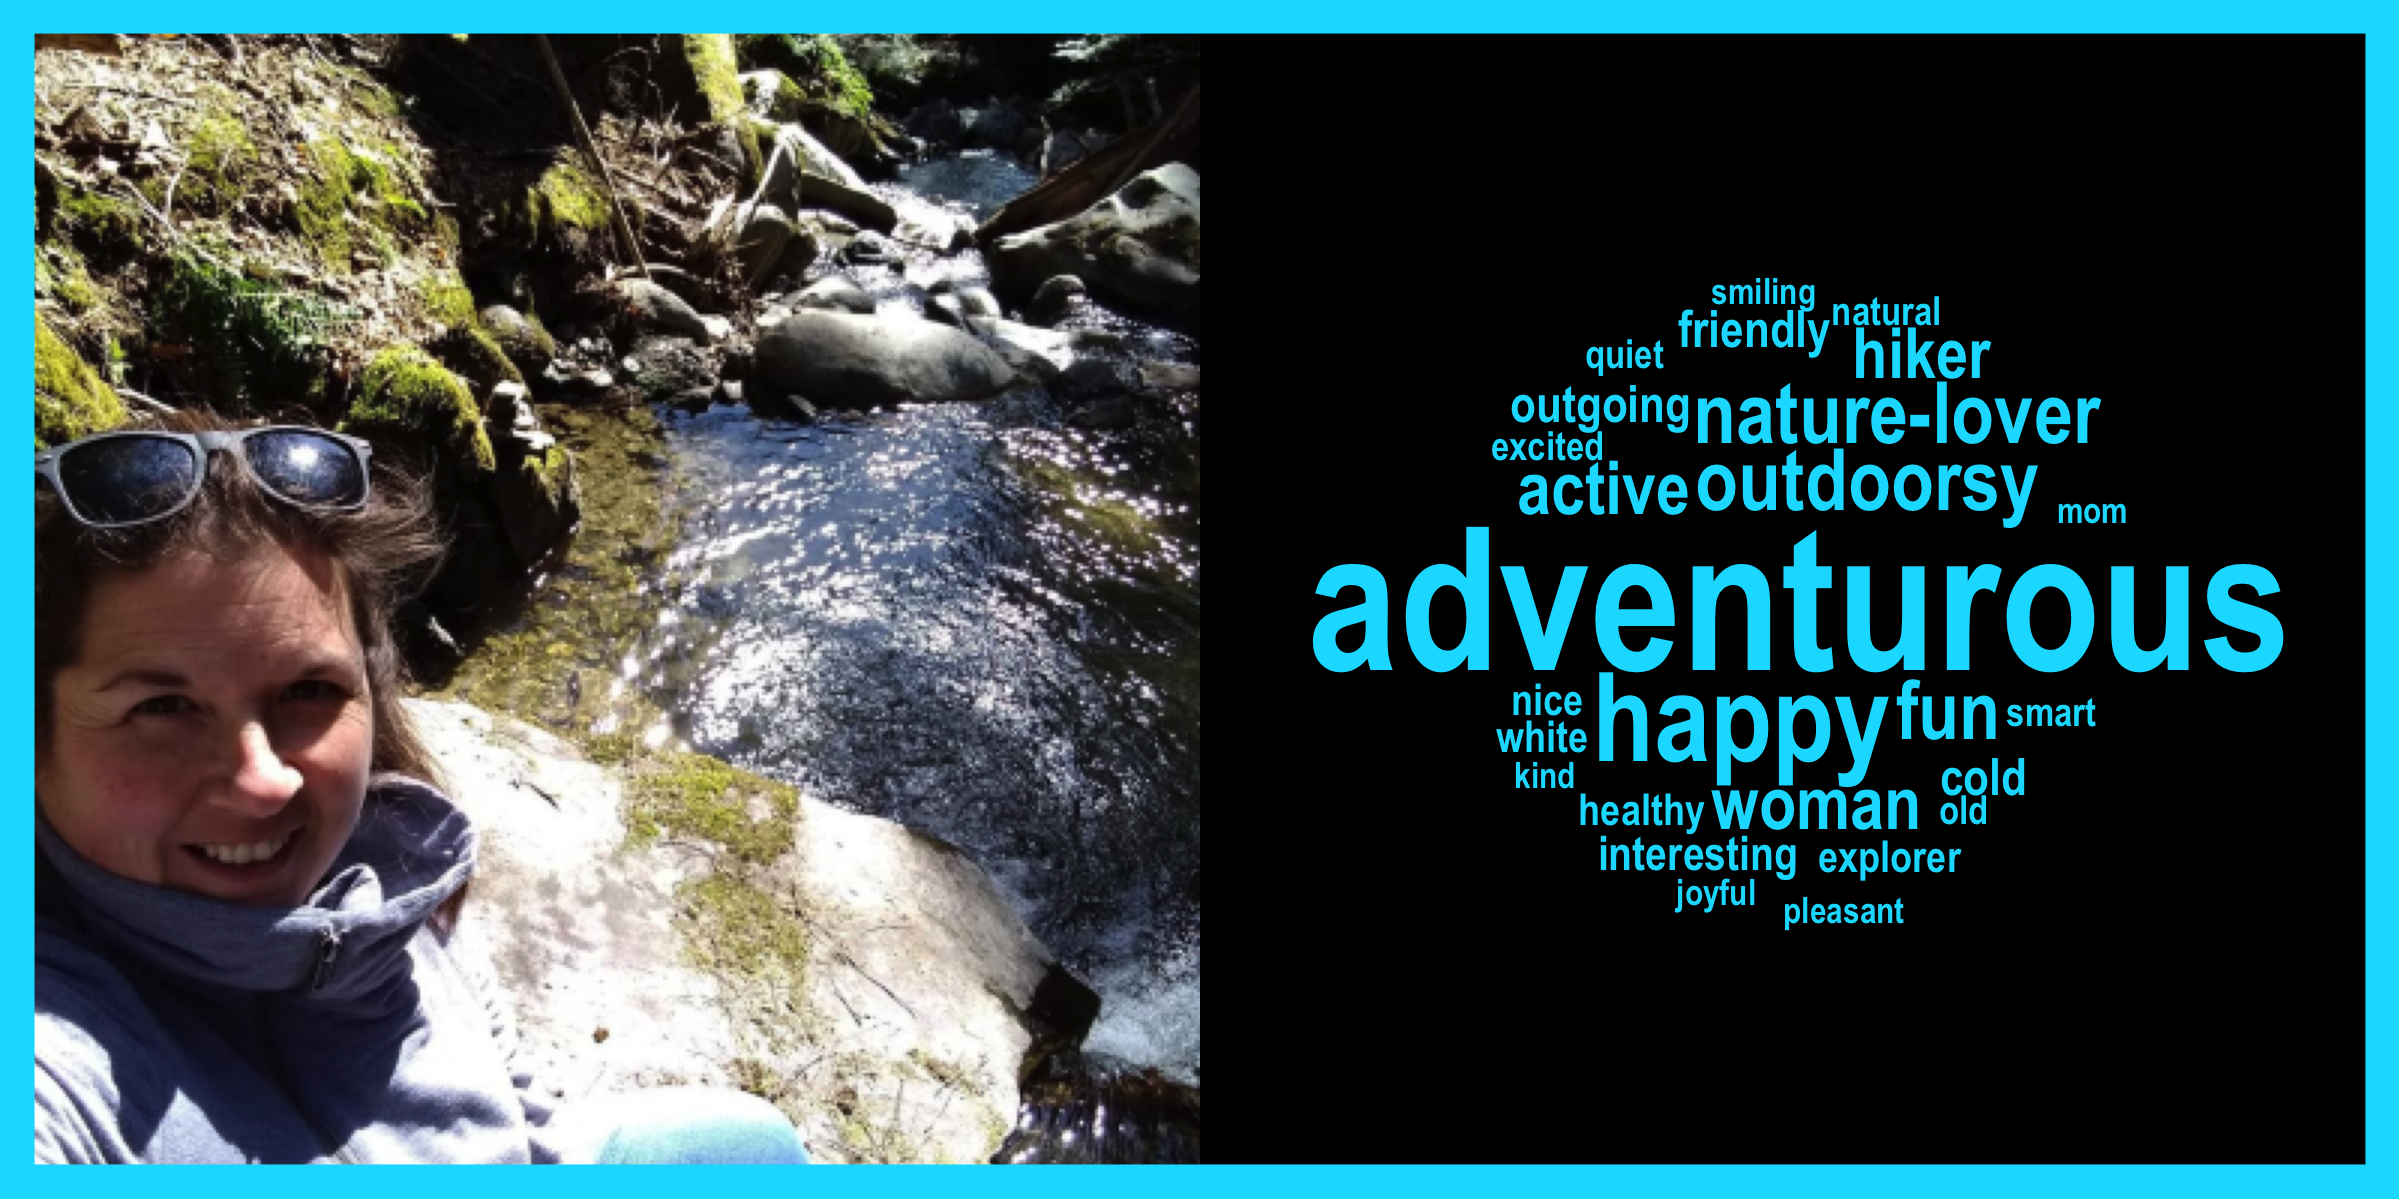 smiling
natural
friendly
hiker
quiet
outgoing nature-lover
excited
active outdoorsy
mom
adventurous
nice happy fun smart
white
kind
cold
healthy woman old
interesting explorer
joyful
pleasant